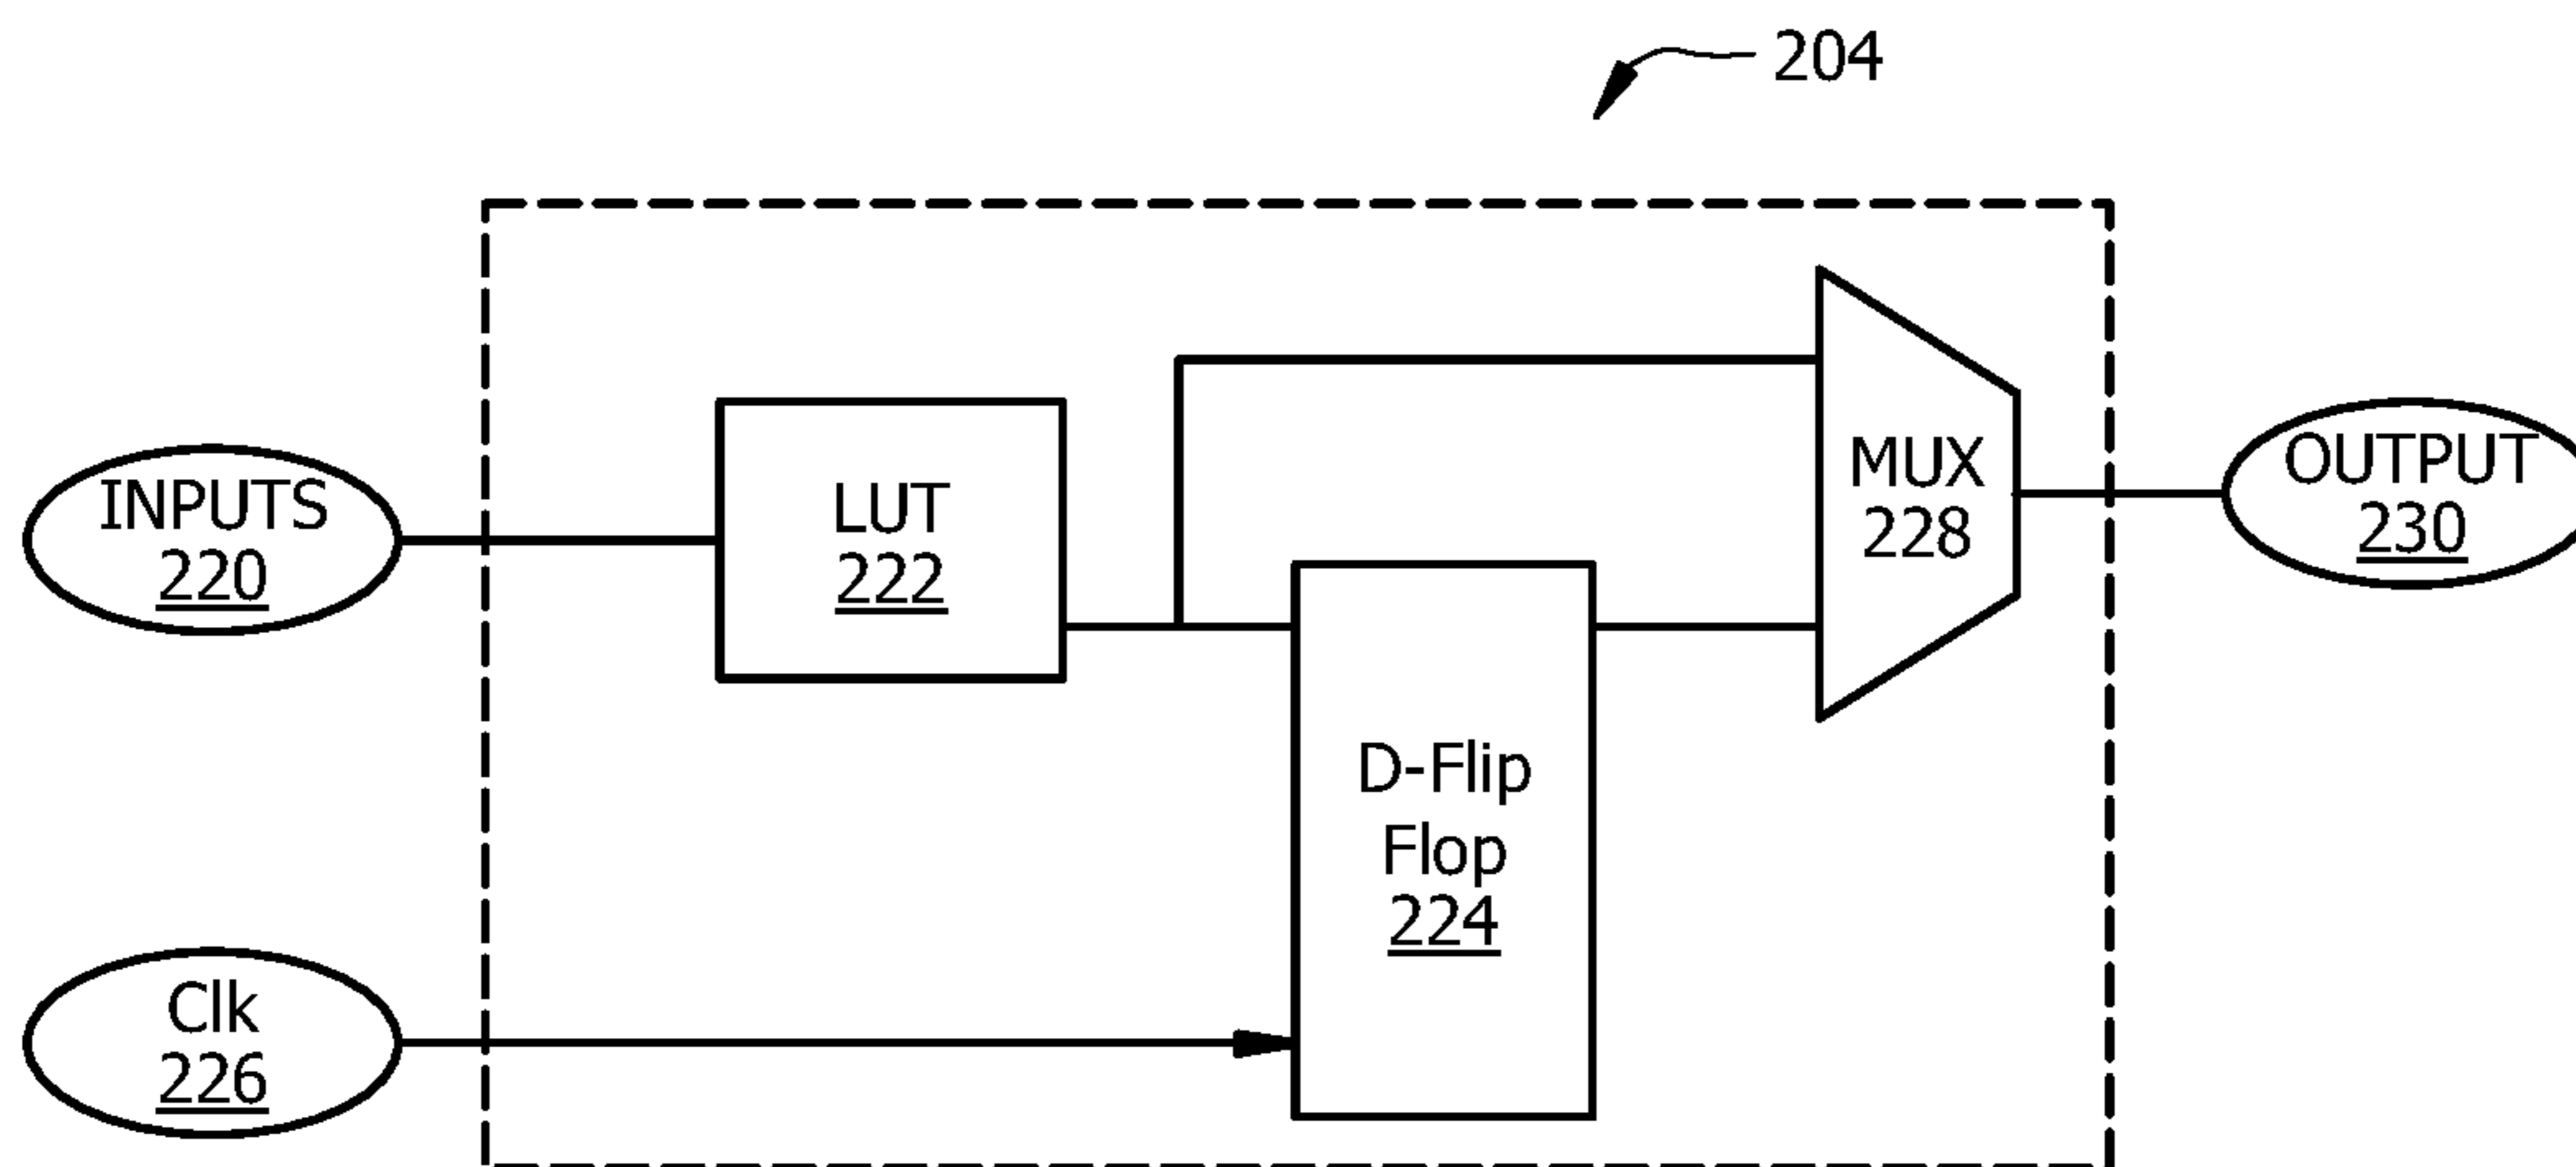 204
INPUTS
220
LUT
222
MUX
228
OUTPUT
230
D-Flip
Flop
224
Clk
226